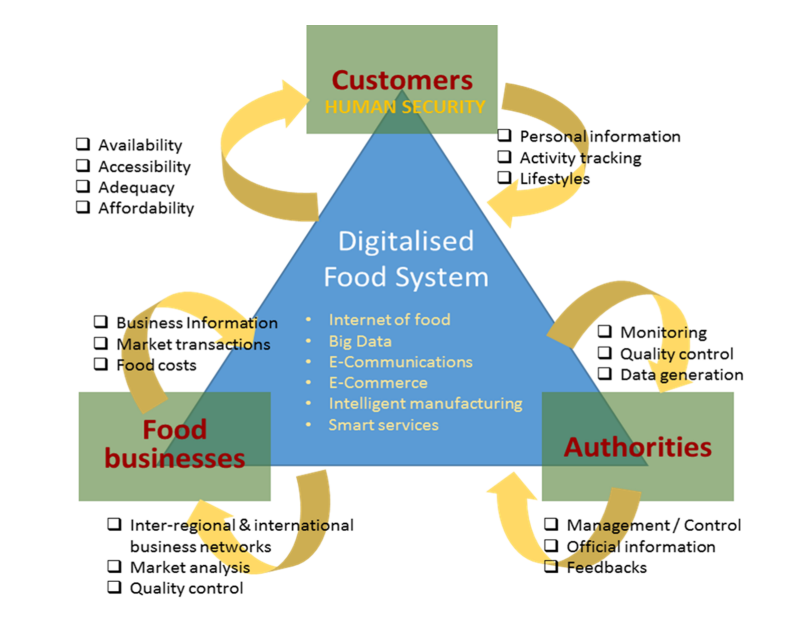 Customers
HUMAN SECURITY
Availability
Accessibility
Adequacy
Affordability
Personal information
Activity tracking
Lifestyles
Digitalised
Food System
Internet of food
Big Data
E-Communications
E-Commerce
Intelligent manufacturing
Smart services
Business Information
Market transactions
Food costs
Monitoring
Quality control
Data generation
Food
businesses
Authorities
Inter-regional & international
business networks
Market analysis
Quality control
Management / Control
Official information
Feedbacks